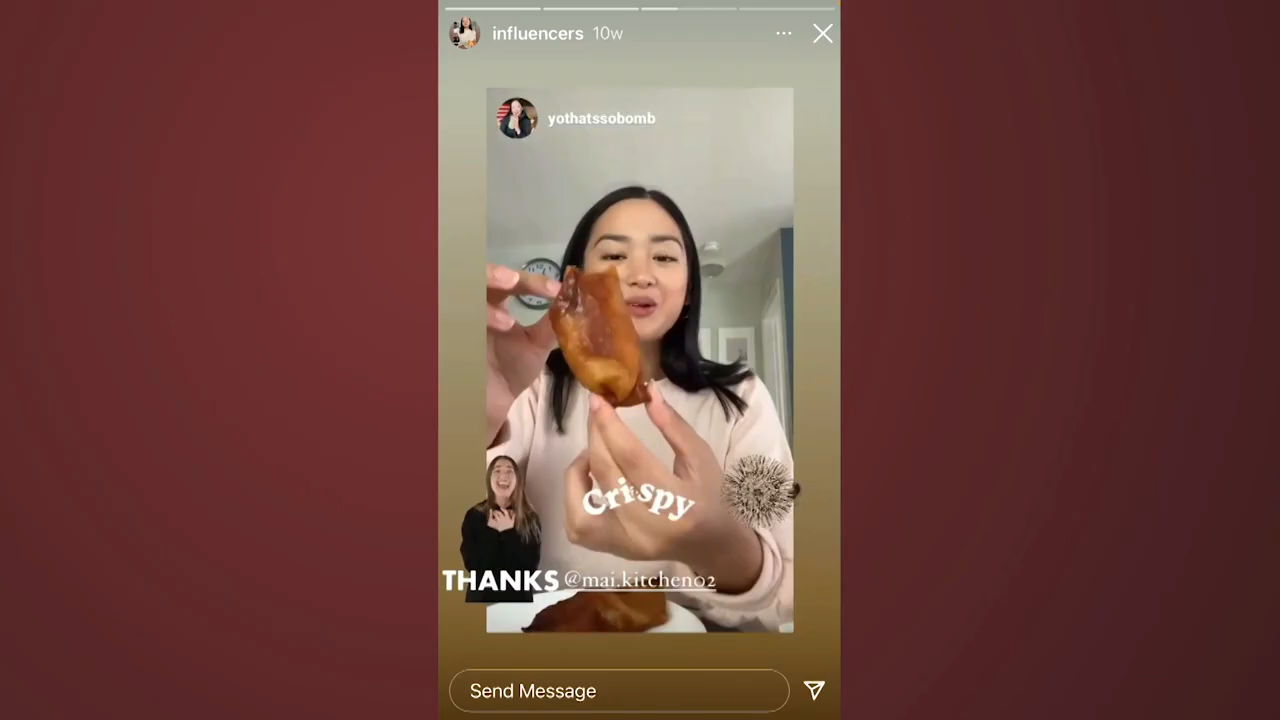 influencers 10w
yothatssobomb
Crispy
THANKS @mai.kitchen02
Send Message